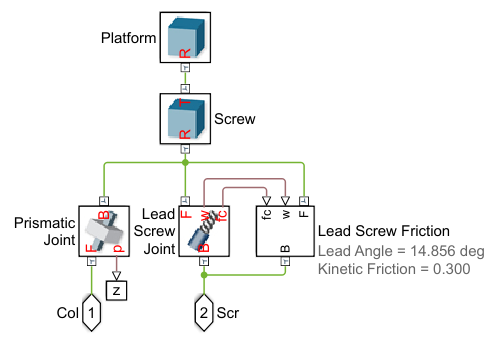 Platform
R
T
Screw
R
B
F
p
Prismatic
Joint
F
w
fc
B
Lead
Screw
Joint
fc
w
F
B
Lead Screw Friction
Lead Angle = 14.856 deg
Kinetic Friction = 0.300
z
Col
1
2
Scr